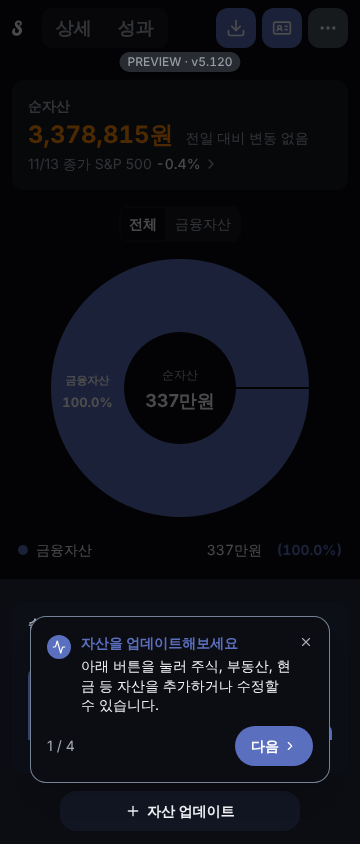 상세 성과
PREVIEW · v5.120
순자산
3,378,815원 전일 대비 변동 없음
11/13 종가 S&P 500 -0.4%
전체 금융자산
금융자산
100.0%
순자산
337만원
금융자산 337만원 (100.0%)
자산을 업데이트해보세요
아래 버튼을 눌러 주식, 부동산, 현
금 등 자산을 추가하거나 수정할
수 있습니다.
1 / 4 다음
+ 자산 업데이트